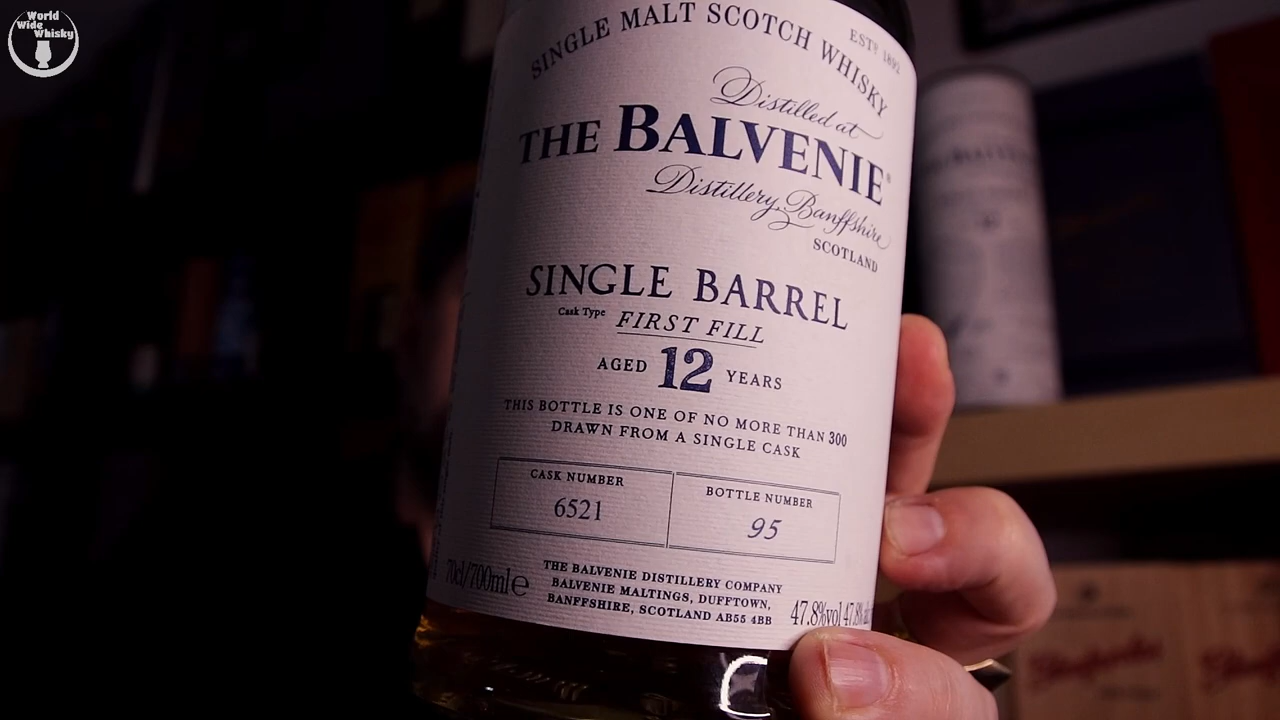 World
Wide
Whisky
SINGLE MALT SCOTCH WHISKY
ESTD 1892
Distilled at
THE BALVENIE®
Distillery, Banffshire
SCOTLAND
SINGLE BARREL
Cask Type FIRST FILL
AGED 12 YEARS
THIS BOTTLE IS ONE OF NO MORE THAN 300
DRAWN FROM A SINGLE CASK
CASK NUMBER
6521
BOTTLE NUMBER
95
70cl/700ml e
THE BALVENIE DISTILLERY COMPANY
BALVENIE MALTINGS, DUFFTOWN,
BANFFSHIRE, SCOTLAND AB55 4BB
47.8%vol 47.8%